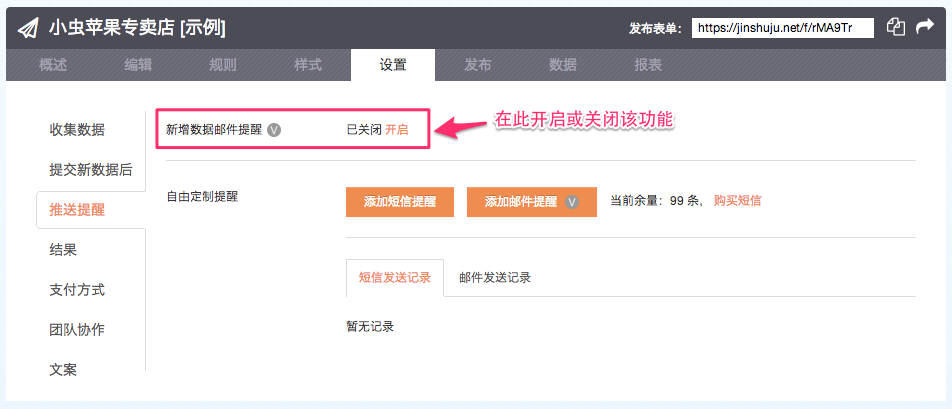 小虫苹果专卖店 [示例]
发布表单： https://jinshuju.net/f/rMA9Tr
概述 编辑 规则 样式 设置 发布 数据 报表
收集数据
提交新数据后
推送提醒
结果
支付方式
团队协作
文案
新增数据邮件提醒 V 已关闭 开启
在此开启或关闭该功能
自由定制提醒 添加短信提醒 添加邮件提醒 V 当前余量：99 条， 购买短信
短信发送记录 邮件发送记录
暂无记录